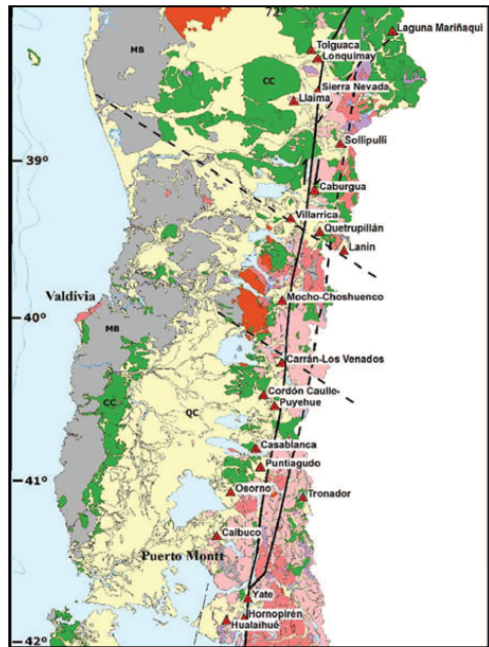 72°
Laguna Mariñaqui
MB
Tolguaca
Lonquimay
CC
Sierra Nevada
Llaima
Sollipulli
39°
Caburgua
Villarrica
Quetrupillán
Lanín
Valdivia
Mocho-Choshuenco
40°
MB
Carrán-Los Venados
CC
QC
Cordón Caulle-
Puyehue
Casablanca
Puntiagudo
41°
Osorno
Tronador
Calbuco
Puerto Montt
Yate
Hornopirén
Hualaihué
42°